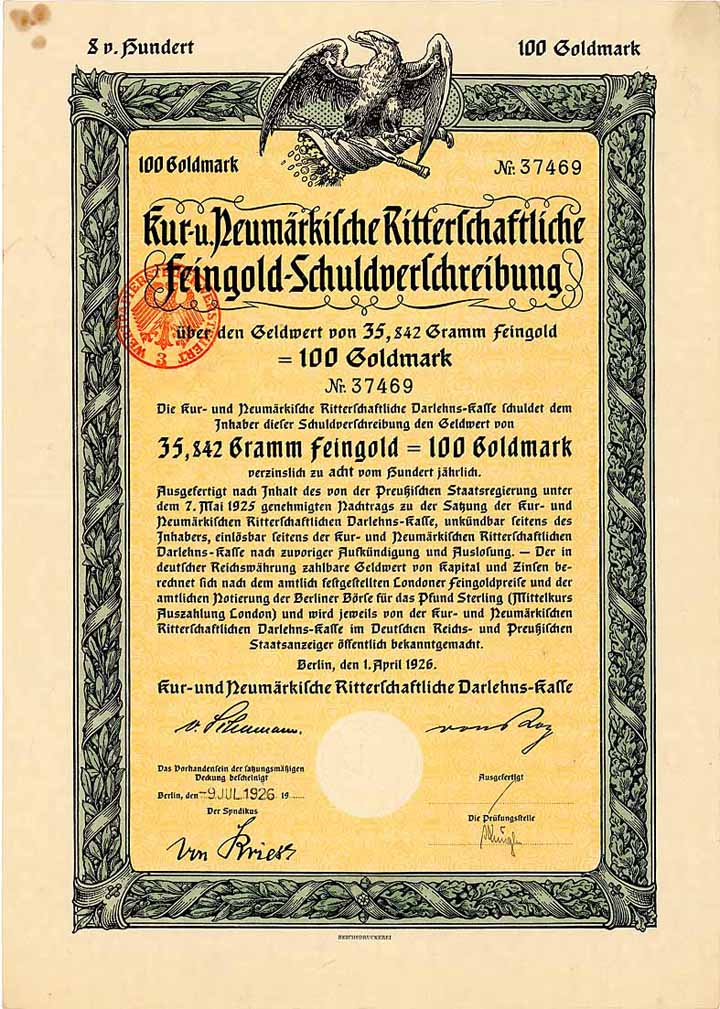 8 v. Hundert 100 Goldmark
100 Goldmark Nr. 37469
Kur- u. Neumärkische Ritterschaftliche
Feingold-Schuldverschreibung
über den Geldwert von 35,842 Gramm Feingold
= 100 Goldmark
Nr. 37469
Die Kur- und Neumärkische Ritterschaftliche Darlehns-Kasse schuldet dem
Inhaber dieser Schuldverschreibung den Geldwert von
35,842 Gramm Feingold = 100 Goldmark
verzinslich zu acht vom Hundert jährlich.
Ausgefertigt nach Inhalt des von der Preußischen Staatsregierung unter
dem 7. Mai 1925 genehmigten Nachtrags zu der Satzung der Kur- und
Neumärkischen Ritterschaftlichen Darlehns-Kasse, unkündbar seitens des
Inhabers, einlösbar seitens der Kur- und Neumärkischen Ritterschaftlichen
Darlehns-Kasse nach zuvoriger Aufkündigung und Auslosung. — Der in
deutscher Reichswährung zahlbare Geldwert von Kapital und Zinsen be-
rechnet sich nach dem amtlich festgestellten Londoner Feingoldpreise und der
amtlichen Notierung der Berliner Börse für das Pfund Sterling (Mittelkurs
Auszahlung London) und wird jeweils von der Kur- und Neumärkischen
Ritterschaftlichen Darlehns-Kasse im Deutschen Reichs- und Preußischen
Staatsanzeiger öffentlich bekanntgemacht.
Berlin, den 1. April 1926.
Kur- und Neumärkische Ritterschaftliche Darlehns-Kasse
Das Vorhandensein der satzungsmäßigen
Deckung bescheinigt
Berlin, den -9 JUL 1926 19
Der Syndikus
von Kries
Ausgefertigt
Die Prüfungsstelle
REICHSDRUCKEREI